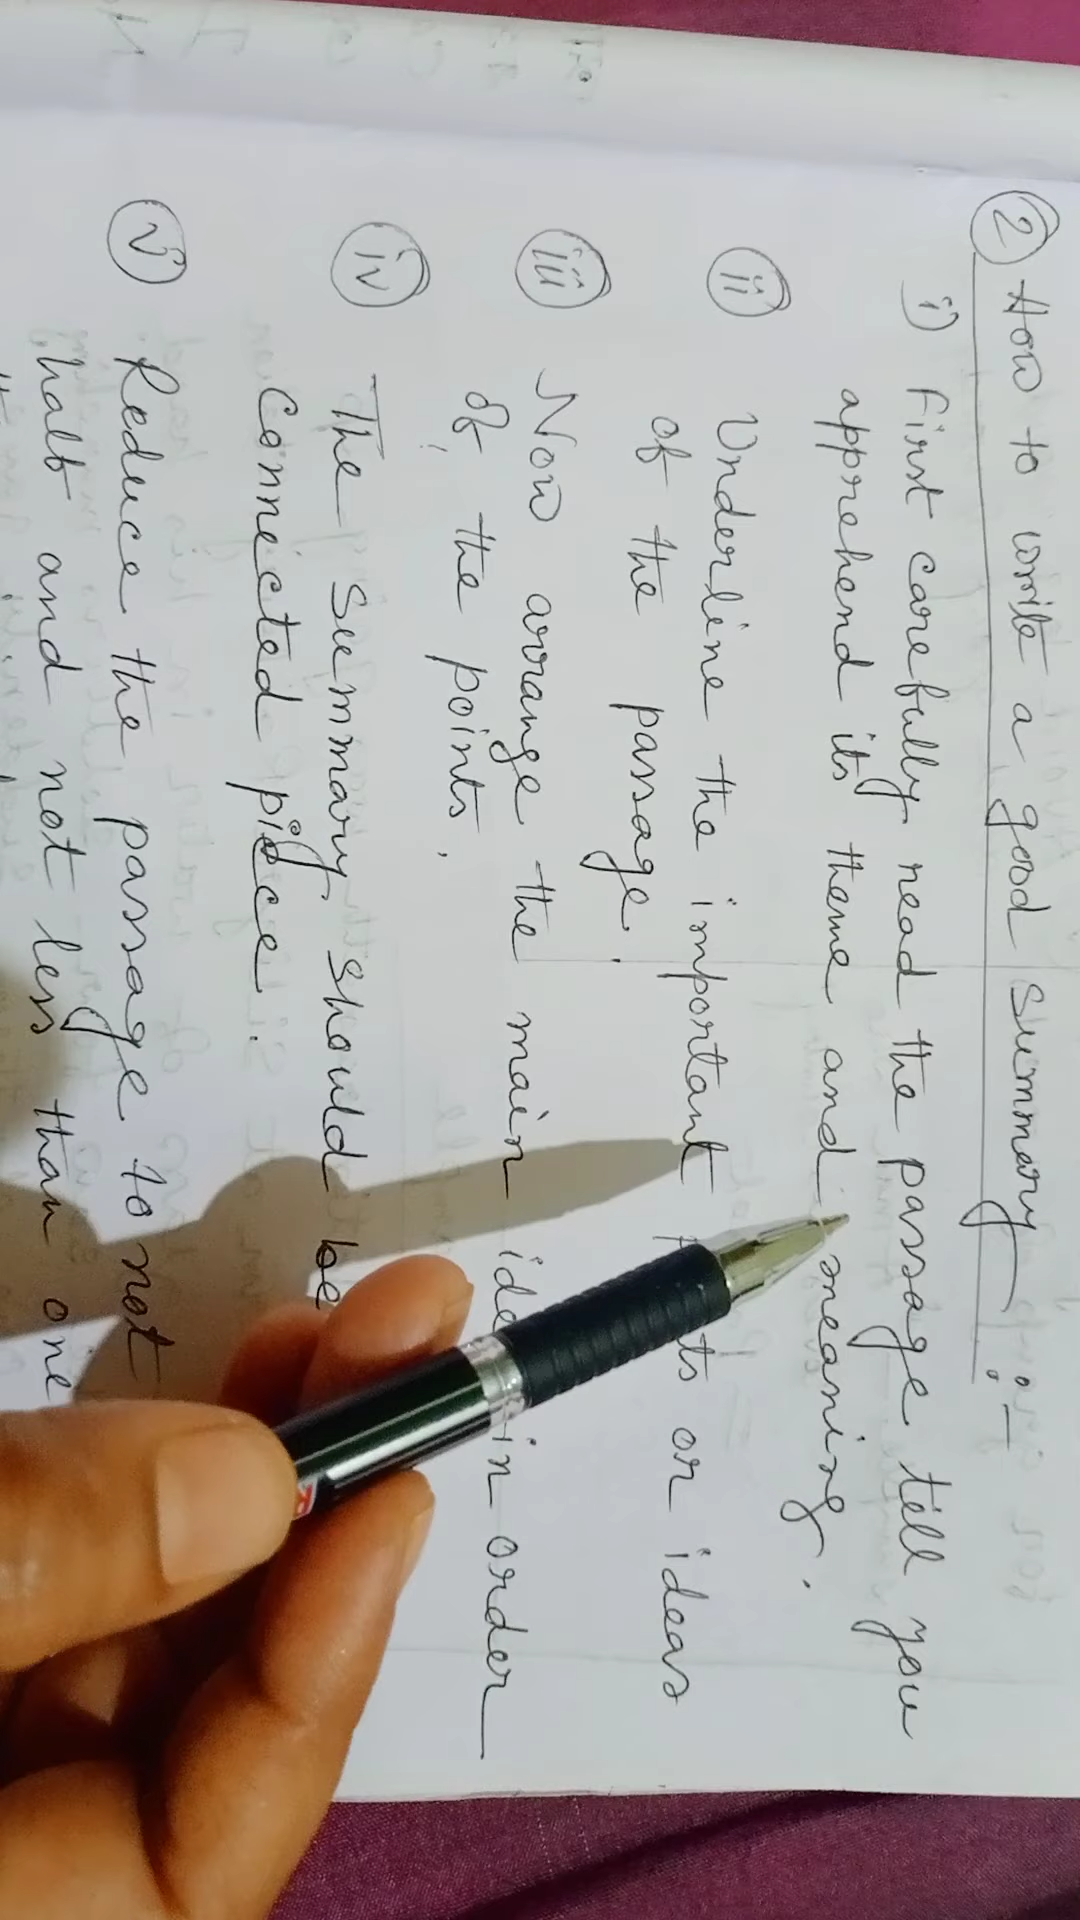 ② How to write a good Summary :-
i) First carefully read the passage till you
apprehend its theme and meaning.
ii Underline the important ts or ideas
of the passage.
iii Now arrange the main ide in order
of the points.
iv The Summary should be
Connected piece.
v Reduce the passage to not
half and not less than one